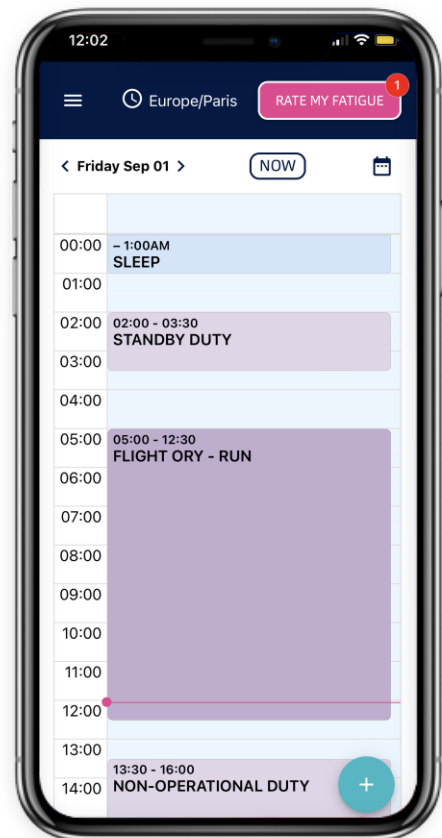 12:02
Europe/Paris
RATE MY FATIGUE
1
< Friday Sep 01 >
NOW
00:00
– 1:00AM
SLEEP
01:00
02:00
02:00 - 03:30
STANDBY DUTY
03:00
04:00
05:00
05:00 - 12:30
FLIGHT ORY - RUN
06:00
07:00
08:00
09:00
10:00
11:00
12:00
13:00
13:30 - 16:00
14:00
NON-OPERATIONAL DUTY
+